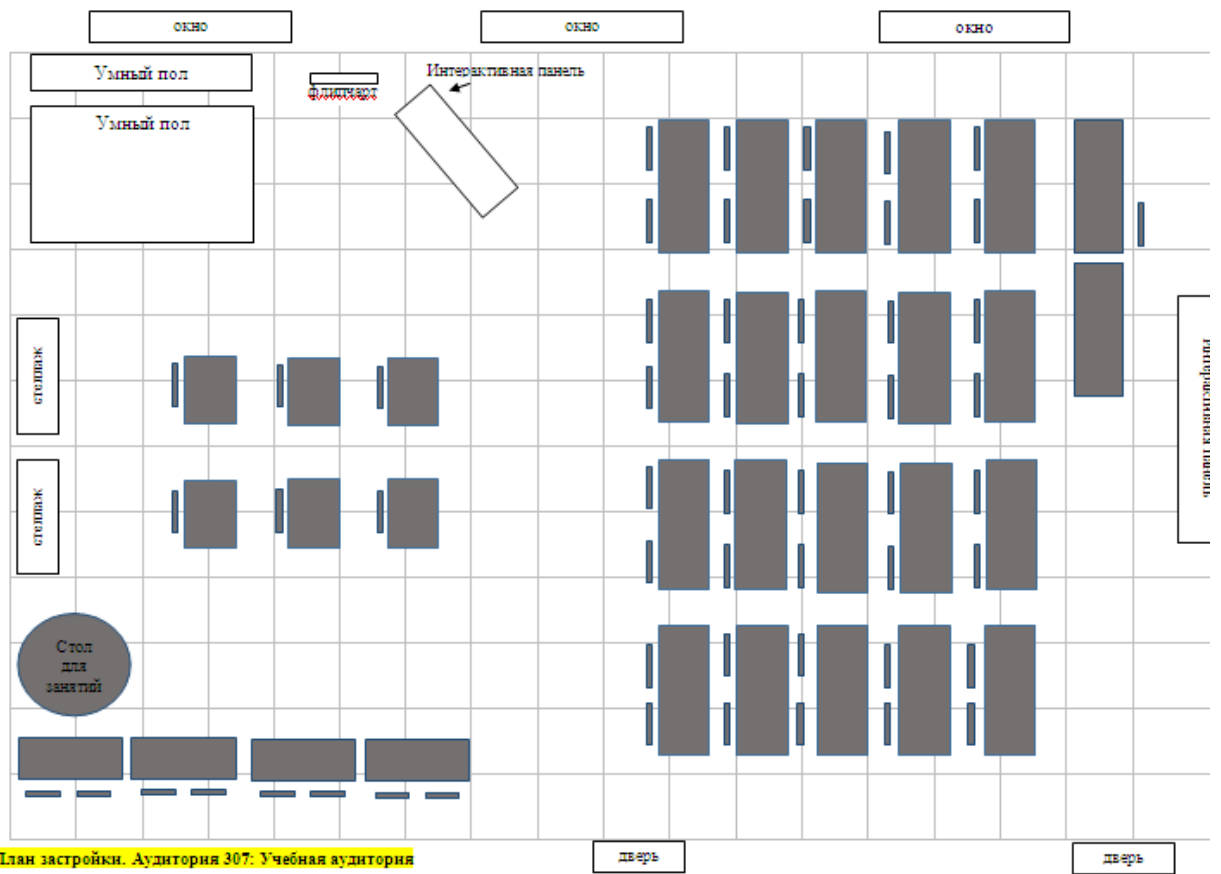 окно
окно
окно
Умный пол
Умный пол
флипчарт
Интерактивная панель
стеллаж
стеллаж
Интерактивная панель
Стол
для
занятий
План застройки. Аудитория 307: Учебная аудитория
дверь
дверь